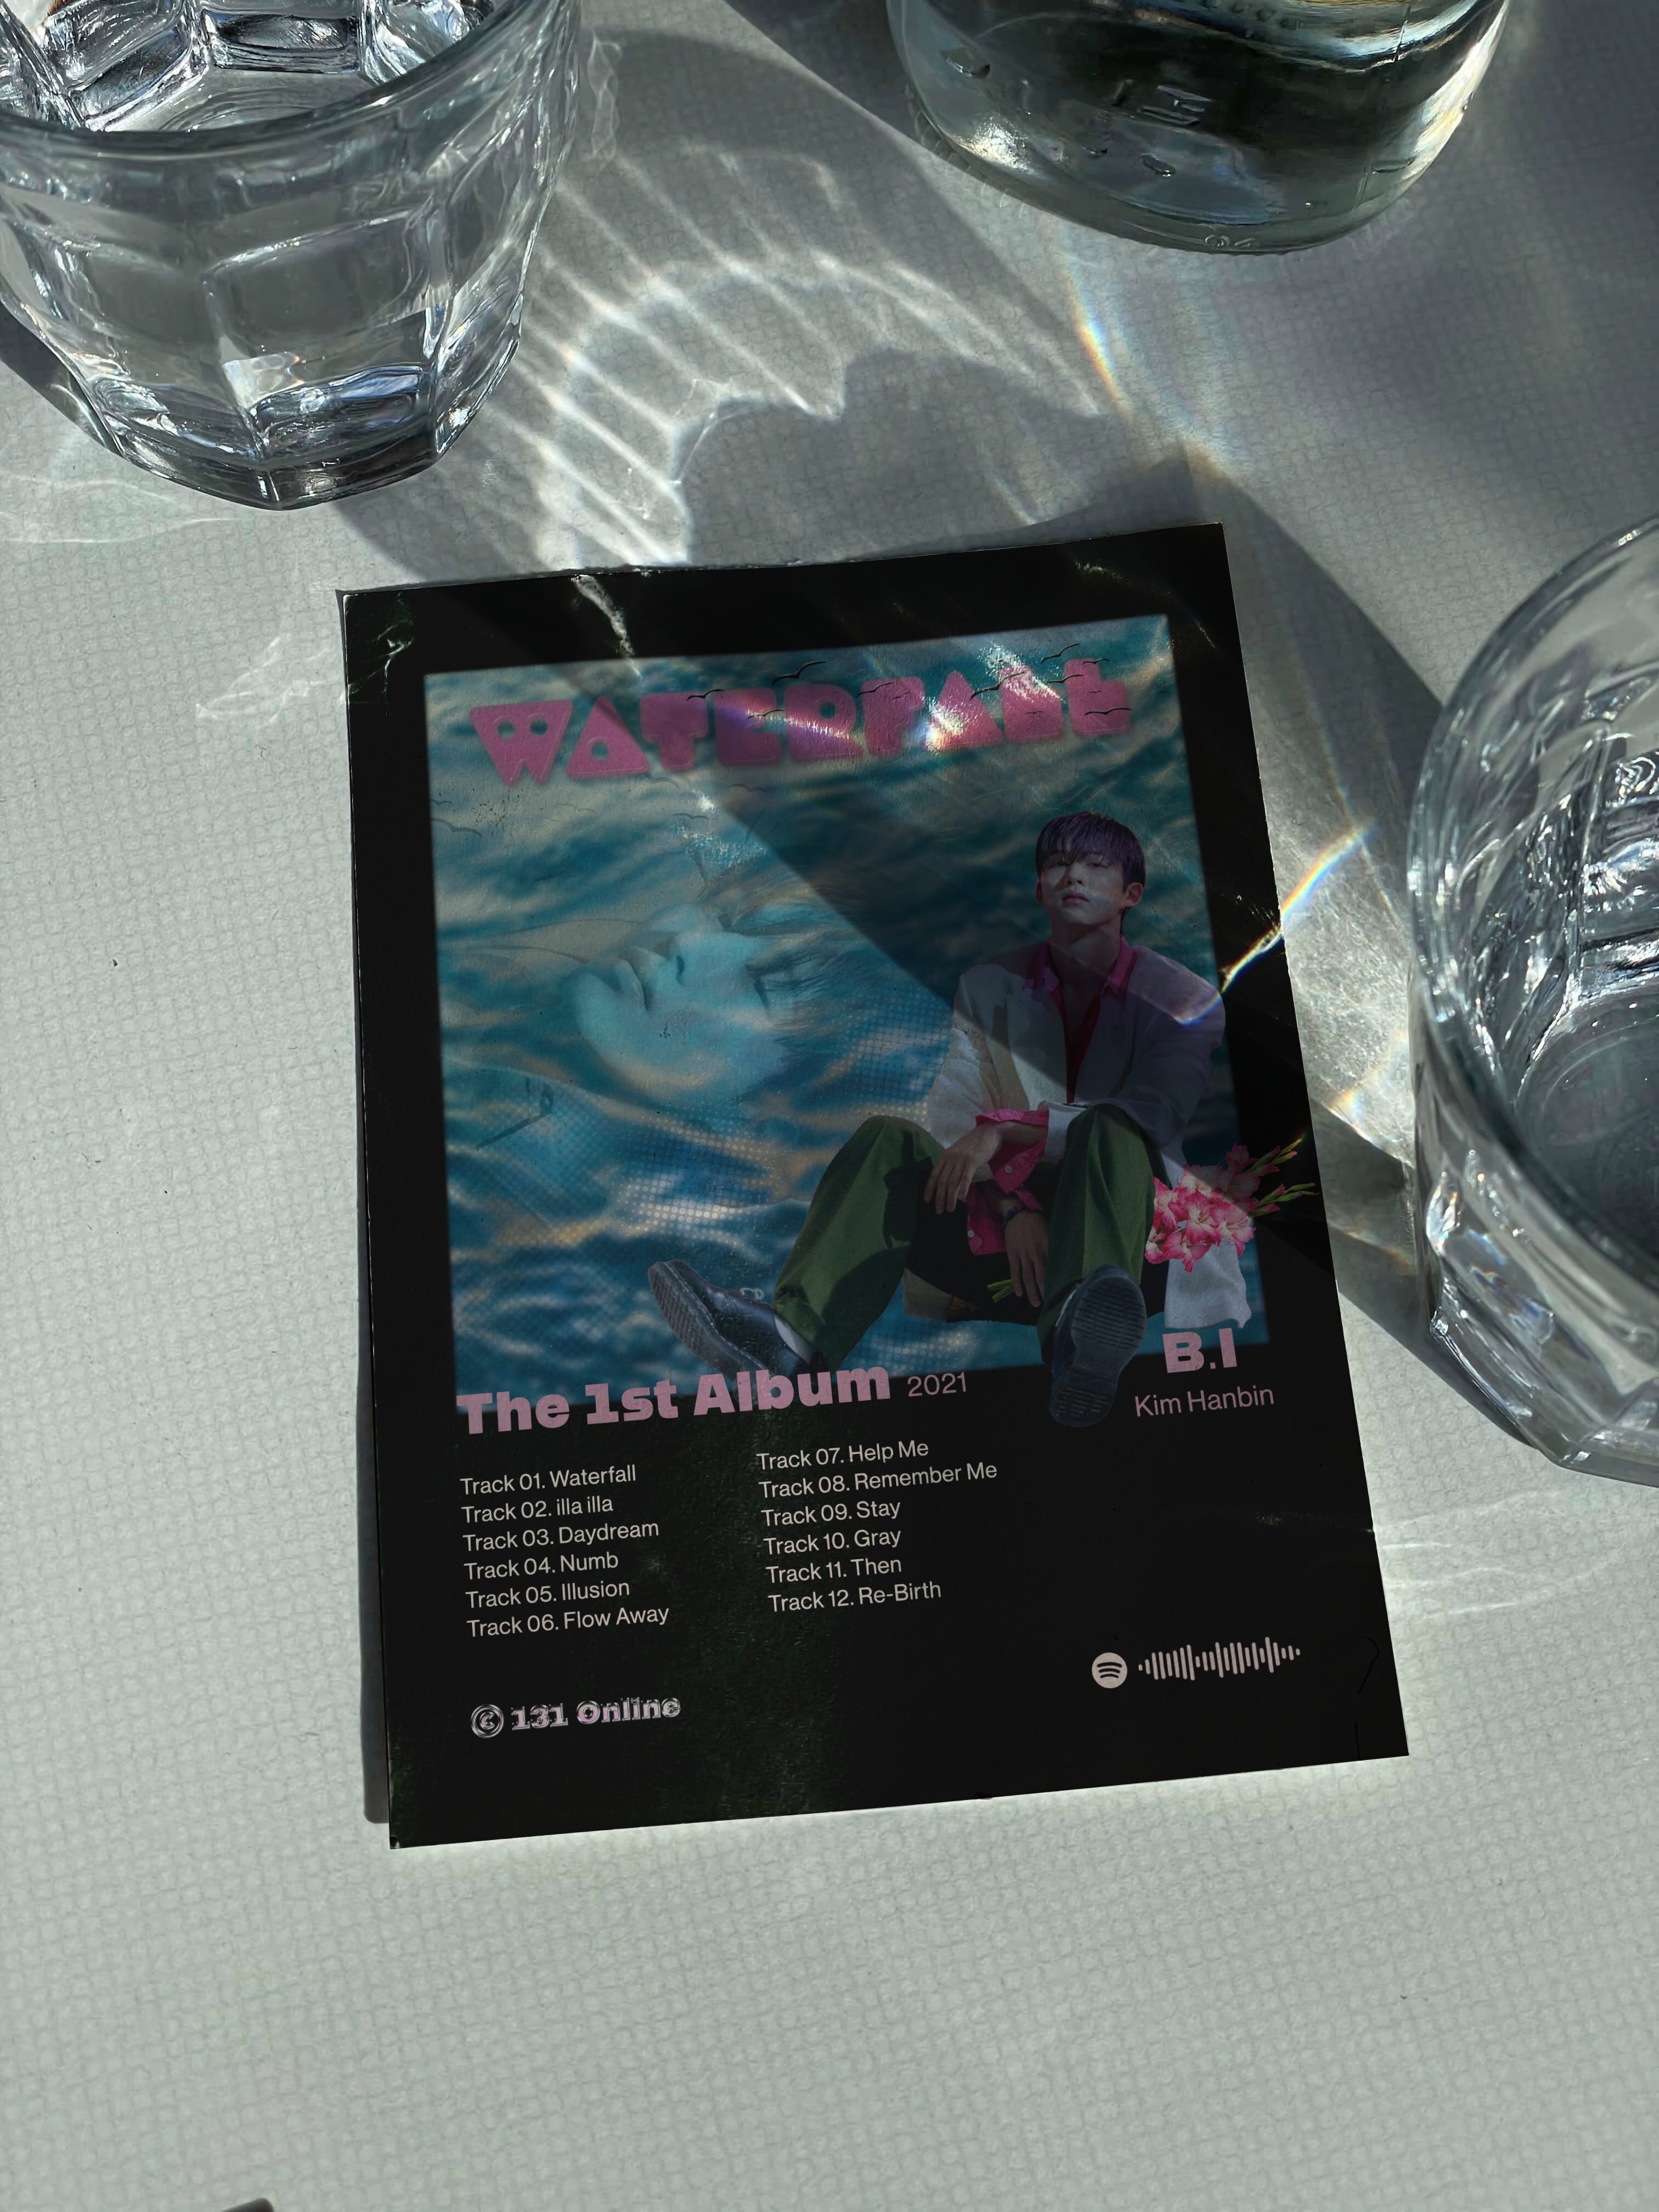 WATERFALL
The 1st Album 2021
B.I
Kim Hanbin
Track 01. Waterfall
Track 02. illa illa
Track 03. Daydream
Track 04. Numb
Track 05. Illusion
Track 06. Flow Away
Track 07. Help Me
Track 08. Remember Me
Track 09. Stay
Track 10. Gray
Track 11. Then
Track 12. Re-Birth
© 131 Online